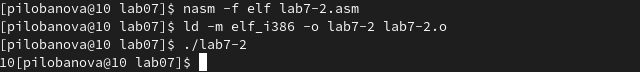 [pilobanova@10 lab07]$ nasm -f elf lab7-2.asm
[pilobanova@10 lab07]$ ld -m elf_i386 -o lab7-2 lab7-2.o
[pilobanova@10 lab07]$ ./lab7-2
10[pilobanova@10 lab07]$